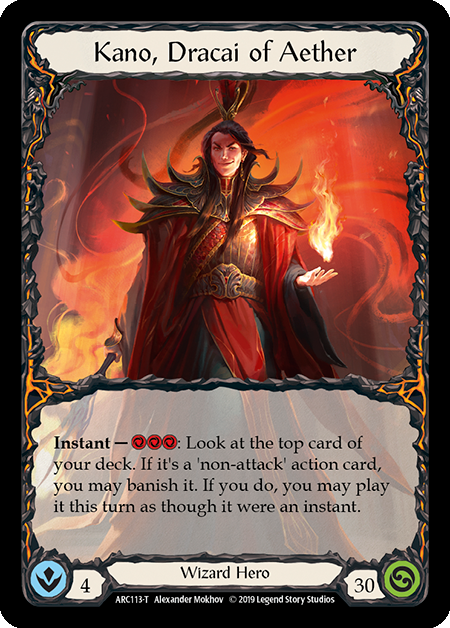 Kano, Dracai of Aether
Instant — : Look at the top card of
your deck. If it's a 'non-attack' action card,
you may banish it. If you do, you may play
it this turn as though it were an instant.
4
Wizard Hero
30
ARC113-T Alexander Mokhov © 2019 Legend Story Studios